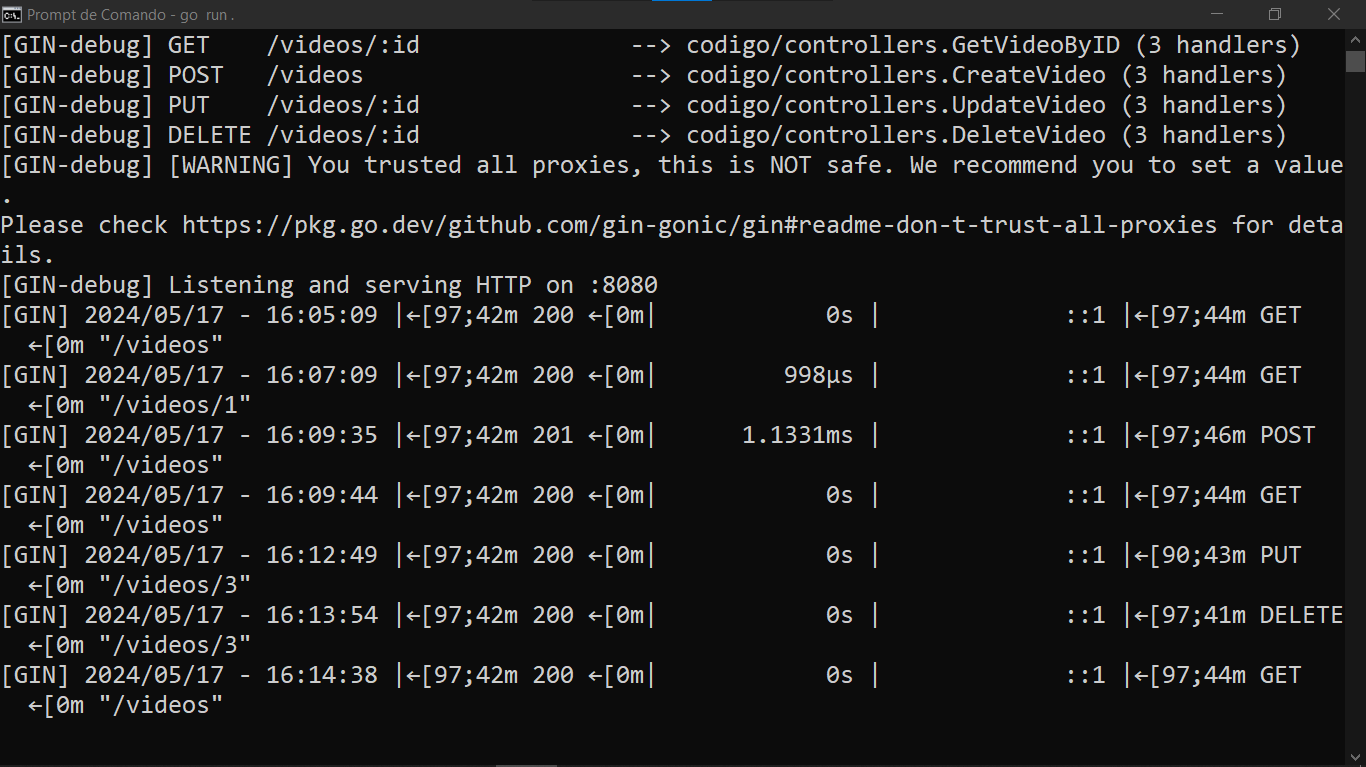 Prompt de Comando - go  run .
[GIN-debug] GET    /videos/:id               --> codigo/controllers.GetVideoByID (3 handlers)
[GIN-debug] POST   /videos                   --> codigo/controllers.CreateVideo (3 handlers)
[GIN-debug] PUT    /videos/:id               --> codigo/controllers.UpdateVideo (3 handlers)
[GIN-debug] DELETE /videos/:id               --> codigo/controllers.DeleteVideo (3 handlers)
[GIN-debug] [WARNING] You trusted all proxies, this is NOT safe. We recommend you to set a value
.
Please check https://pkg.go.dev/github.com/gin-gonic/gin#readme-don-t-trust-all-proxies for deta
ils.
[GIN-debug] Listening and serving HTTP on :8080
[GIN] 2024/05/17 - 16:05:09 |←[97;42m 200 ←[0m|            0s |             ::1 |←[97;44m GET
  ←[0m "/videos"
[GIN] 2024/05/17 - 16:07:09 |←[97;42m 200 ←[0m|         998µs |             ::1 |←[97;44m GET
  ←[0m "/videos/1"
[GIN] 2024/05/17 - 16:09:35 |←[97;42m 201 ←[0m|      1.1331ms |             ::1 |←[97;46m POST
  ←[0m "/videos"
[GIN] 2024/05/17 - 16:09:44 |←[97;42m 200 ←[0m|            0s |             ::1 |←[97;44m GET
  ←[0m "/videos"
[GIN] 2024/05/17 - 16:12:49 |←[97;42m 200 ←[0m|            0s |             ::1 |←[90;43m PUT
  ←[0m "/videos/3"
[GIN] 2024/05/17 - 16:13:54 |←[97;42m 200 ←[0m|            0s |             ::1 |←[97;41m DELETE
  ←[0m "/videos/3"
[GIN] 2024/05/17 - 16:14:38 |←[97;42m 200 ←[0m|            0s |             ::1 |←[97;44m GET
  ←[0m "/videos"